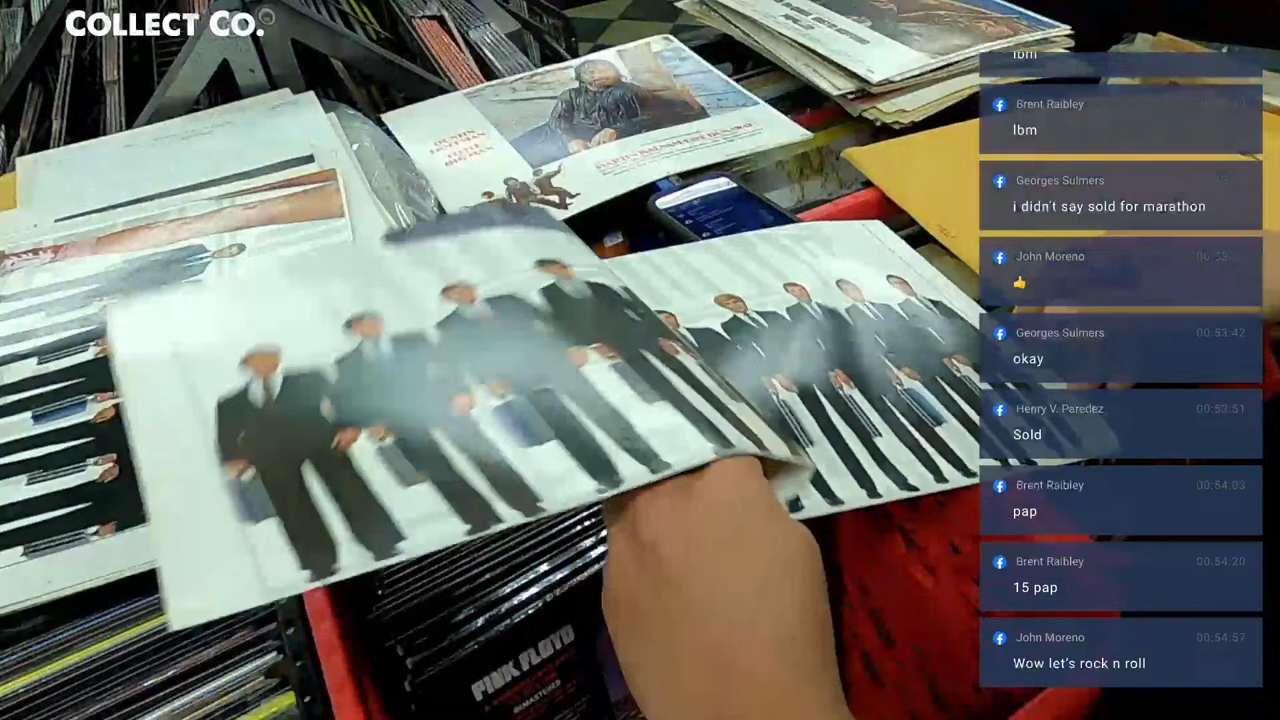 COLLECT CO.
lbm
Brent Raibley
lbm
Georges Sulmers
i didn't say sold for marathon
John Moreno
00:53
Georges Sulmers
00:53:42
okay
Henry V. Paredez
00:53:51
Sold
Brent Raibley
00:54:03
pap
Brent Raibley
00:54:20
15 pap
John Moreno
00:54:57
Wow let's rock n roll
PINK FLOYD
REMASTERED